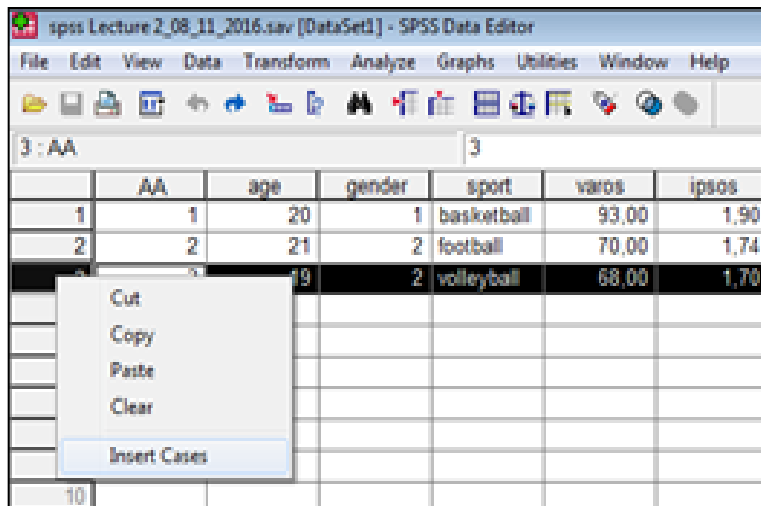 spss Lecture 2_08_11_2016.sav [DataSet1] - SPSS Data Editor
File Edit View Data Transform Analyze Graphs Utilities Window Help
3 : AA 3
AA age gender sport varos ipsos
1 1 20 1 basketball 93,00 1,90
2 2 21 2 football 70,00 1,74
19 2 volleyball 68,00 1,70
Cut
Copy
Paste
Clear
Insert Cases
10